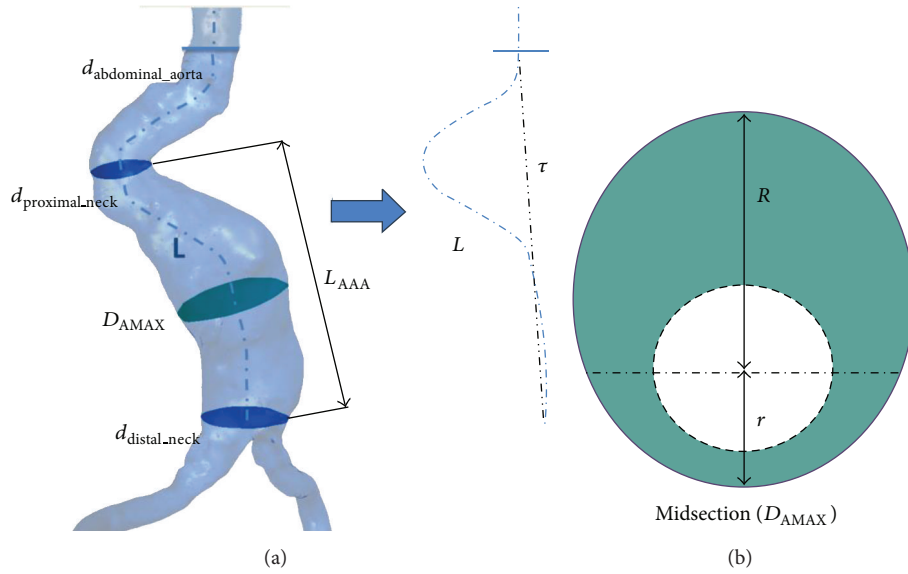 d_abdominal_aorta
d_proximal_neck
L
L_AAA
D_AMAX
d_distal_neck
(a)
τ
L
R
r
Midsection (D_AMAX)
(b)